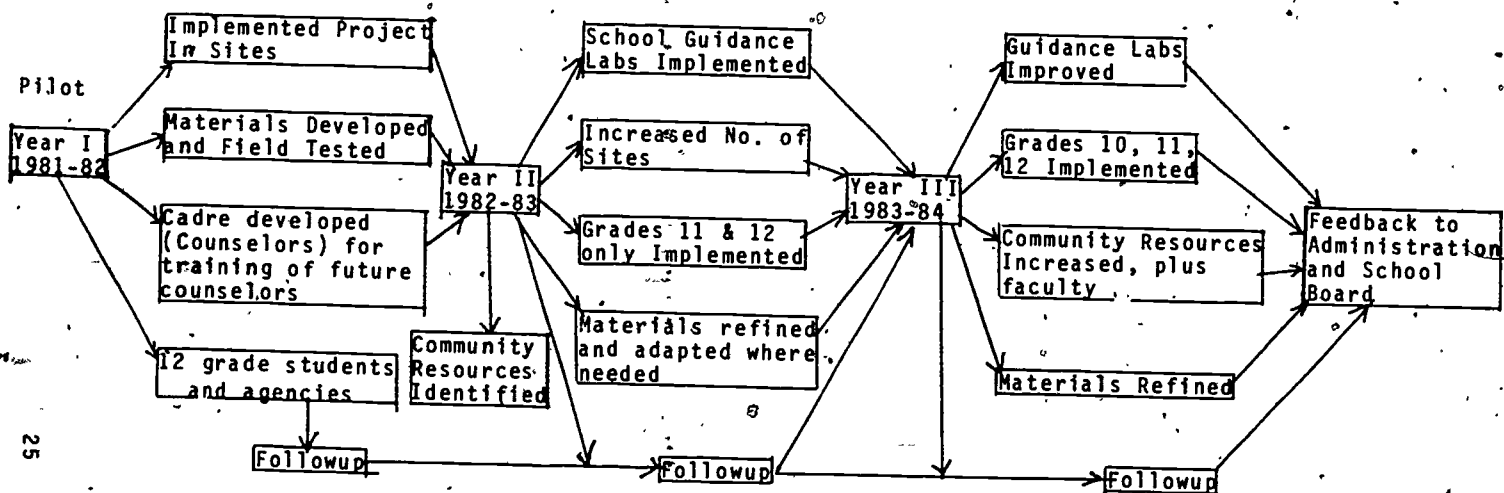 Pilot
Year I
1981-82
Implemented Project
In Sites
Materials Developed
and Field Tested
Cadre developed
(Counselors) for
training of future
counselors
12 grade students
and agencies
Followup
Year II
1982-83
Community
Resources
Identified
School Guidance
Labs Implemented
Increased No. of
Sites
Grades 11 & 12
only Implemented
Materials refined
and adapted where
needed
Followup
Year III
1983-84
Guidance Labs
Improved
Grades 10, 11,
12 Implemented
Community Resources
Increased, plus
faculty
Materials Refined
Followup
Feedback to
Administration
and School
Board
25